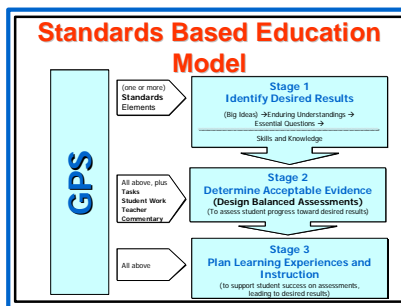 Standards Based Education
Model
GPS
(one or more)
Standards
Elements
Stage 1
Identify Desired Results
(Big Ideas) →Enduring Understandings →
Essential Questions →
Skills and Knowledge
All above, plus
Tasks
Student Work
Teacher
Commentary
Stage 2
Determine Acceptable Evidence
(Design Balanced Assessments)
(To assess student progress toward desired results)
All above
Stage 3
Plan Learning Experiences and
Instruction
(to support student success on assessments,
leading to desired results)